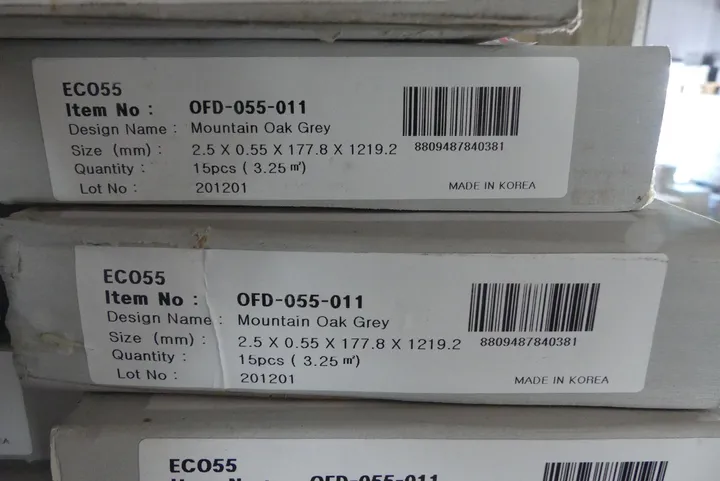 ECO55
Item No : OFD-055-011
Design Name : Mountain Oak Grey
Size (mm) : 2.5 X 0.55 X 177.8 X 1219.2
8809487840381
Quantity : 15pcs ( 3.25 ㎡)
Lot No : 201201
MADE IN KOREA
ECO55
Item No : OFD-055-011
Design Name : Mountain Oak Grey
Size (mm) : 2.5 X 0.55 X 177.8 X 1219.2
8809487840381
Quantity : 15pcs ( 3.25 ㎡)
Lot No : 201201
MADE IN KOREA
ECO55
OFD-055-011